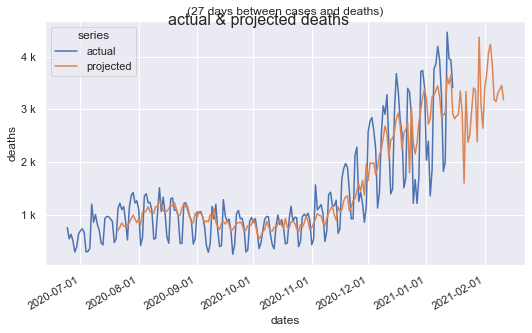 (27 days between cases and deaths)
actual & projected deaths
series
actual
projected
4 k
3 k
2 k
1 k
deaths
2020-07-01
2020-08-01
2020-09-01
2020-10-01
2020-11-01
2020-12-01
2021-01-01
2021-02-01
dates